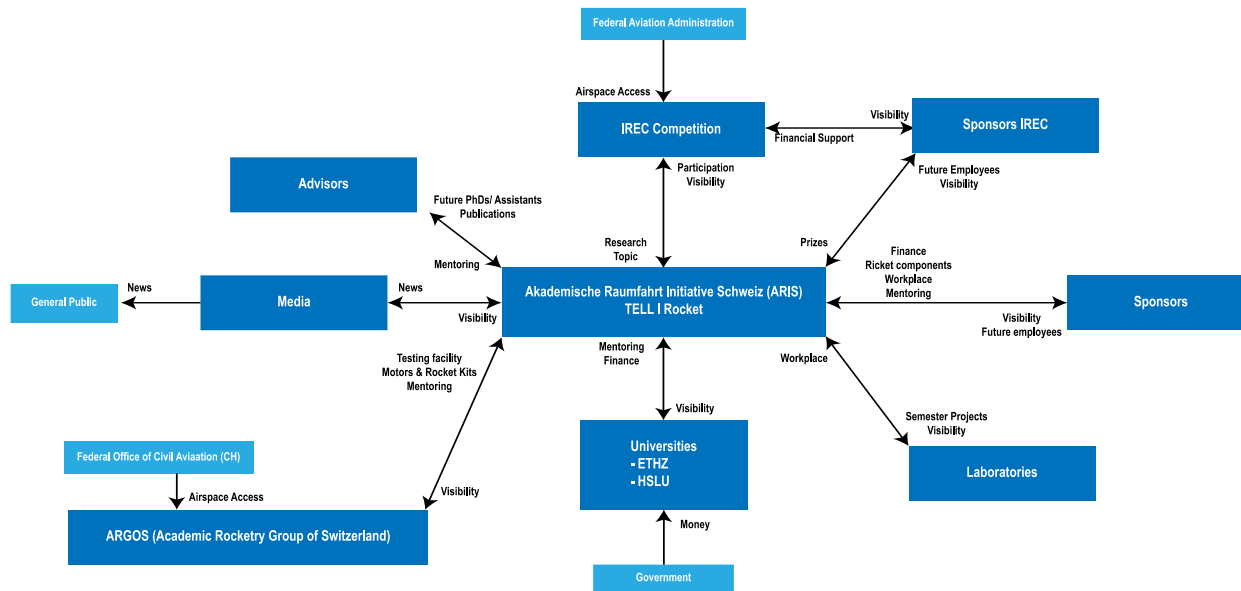 Federal Aviation Administration
Airspace Access
IREC Competition
Visibility
Financial Support
Sponsors IREC
Participation
Visibility
Future Employees
Visibility
Advisors
Future PhDs/ Assistants
Publications
Mentoring
Research
Topic
Prizes
Finance
Ricket components
Workplace
Mentoring
General Public
News
Media
News
Visibility
Akademische Raumfahrt Initiative Schweiz (ARIS)
TELL I Rocket
Sponsors
Visibility
Future employees
Testing facility
Motors & Rocket Kits
Mentoring
Mentoring
Finance
Workplace
Visibility
Semester Projects
Visibility
Universities
- ETHZ
- HSLU
Laboratories
Federal Office of Civil Aviaation (CH)
Airspace Access
Visibility
ARGOS (Academic Rocketry Group of Switzerland)
Money
Government